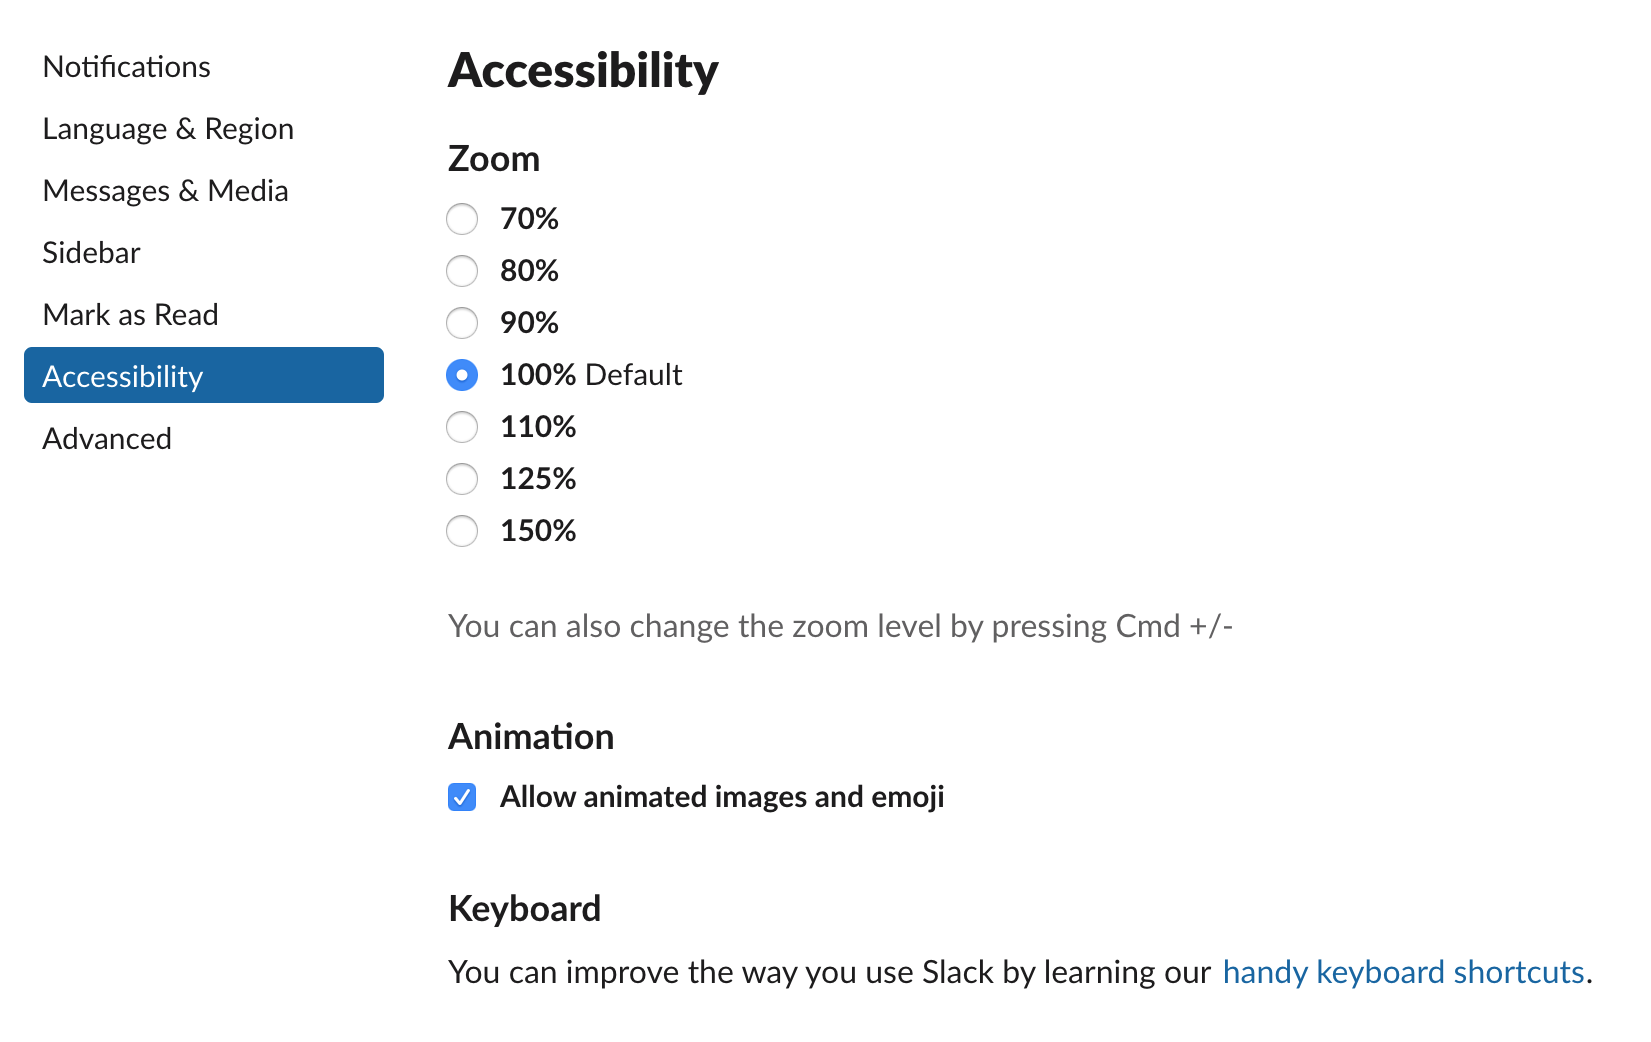 Notifications
Language & Region
Messages & Media
Sidebar
Mark as Read
Accessibility
Advanced
Accessibility
Zoom
70%
80%
90%
100% Default
110%
125%
150%
You can also change the zoom level by pressing Cmd +/-
Animation
Allow animated images and emoji
Keyboard
You can improve the way you use Slack by learning our handy keyboard shortcuts.